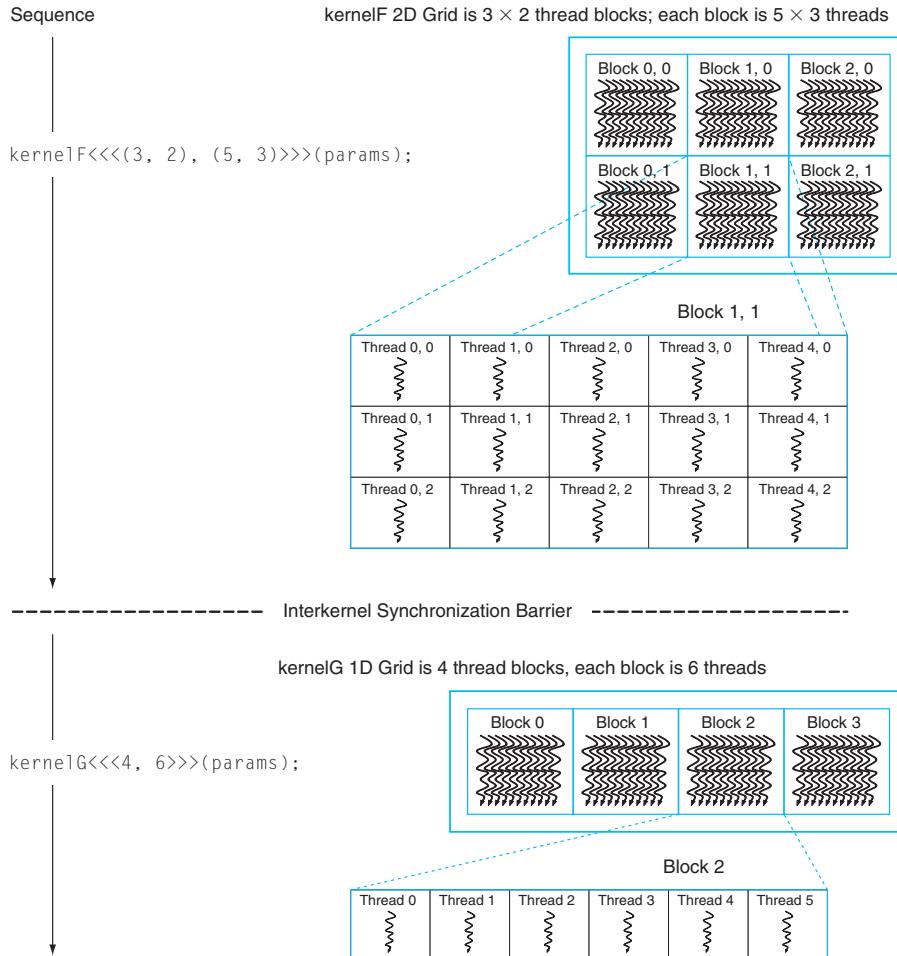 Sequence
kernelF 2D Grid is 3 × 2 thread blocks; each block is 5 × 3 threads
Block 0, 0 Block 1, 0 Block 2, 0
kernelF<<<(3, 2), (5, 3)>>>(params);
Block 0, 1 Block 1, 1 Block 2, 1
Block 1, 1
Thread 0, 0 Thread 1, 0 Thread 2, 0 Thread 3, 0 Thread 4, 0
Thread 0, 1 Thread 1, 1 Thread 2, 1 Thread 3, 1 Thread 4, 1
Thread 0, 2 Thread 1, 2 Thread 2, 2 Thread 3, 2 Thread 4, 2
Interkernel Synchronization Barrier
kernelG 1D Grid is 4 thread blocks, each block is 6 threads
Block 0 Block 1 Block 2 Block 3
kernelG<<<4, 6>>>(params);
Block 2
Thread 0 Thread 1 Thread 2 Thread 3 Thread 4 Thread 5